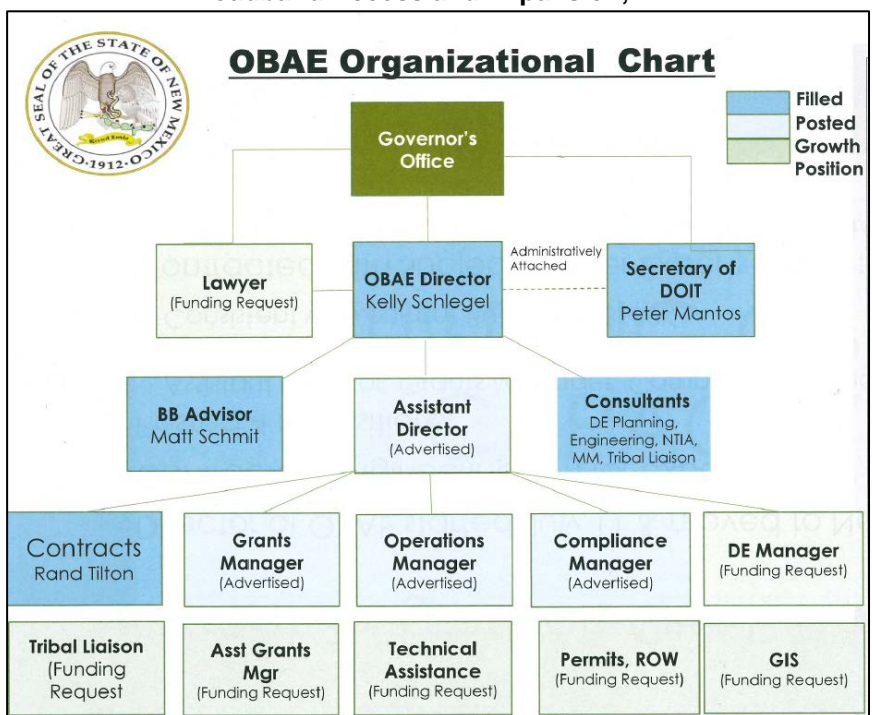 OBAE Organizational Chart
GREAT SEAL OF THE STATE OF NEW MEXICO
·1912·
Filled
Posted
Growth
Position
Governor's
Office
Lawyer
(Funding Request)
OBAE Director
Kelly Schlegel
Administratively
Attached
Secretary of
DOIT
Peter Mantos
BB Advisor
Matt Schmit
Assistant
Director
(Advertised)
Consultants
DE Planning,
Engineering, NTIA,
MM, Tribal Liaison
Contracts
Rand Tilton
Grants
Manager
(Advertised)
Operations
Manager
(Advertised)
Compliance
Manager
(Advertised)
DE Manager
(Funding Request)
Tribal Liaison
(Funding
Request
Asst Grants
Mgr
(Funding Request)
Technical
Assistance
(Funding Request)
Permits, ROW
(Funding Request)
GIS
(Funding Request)